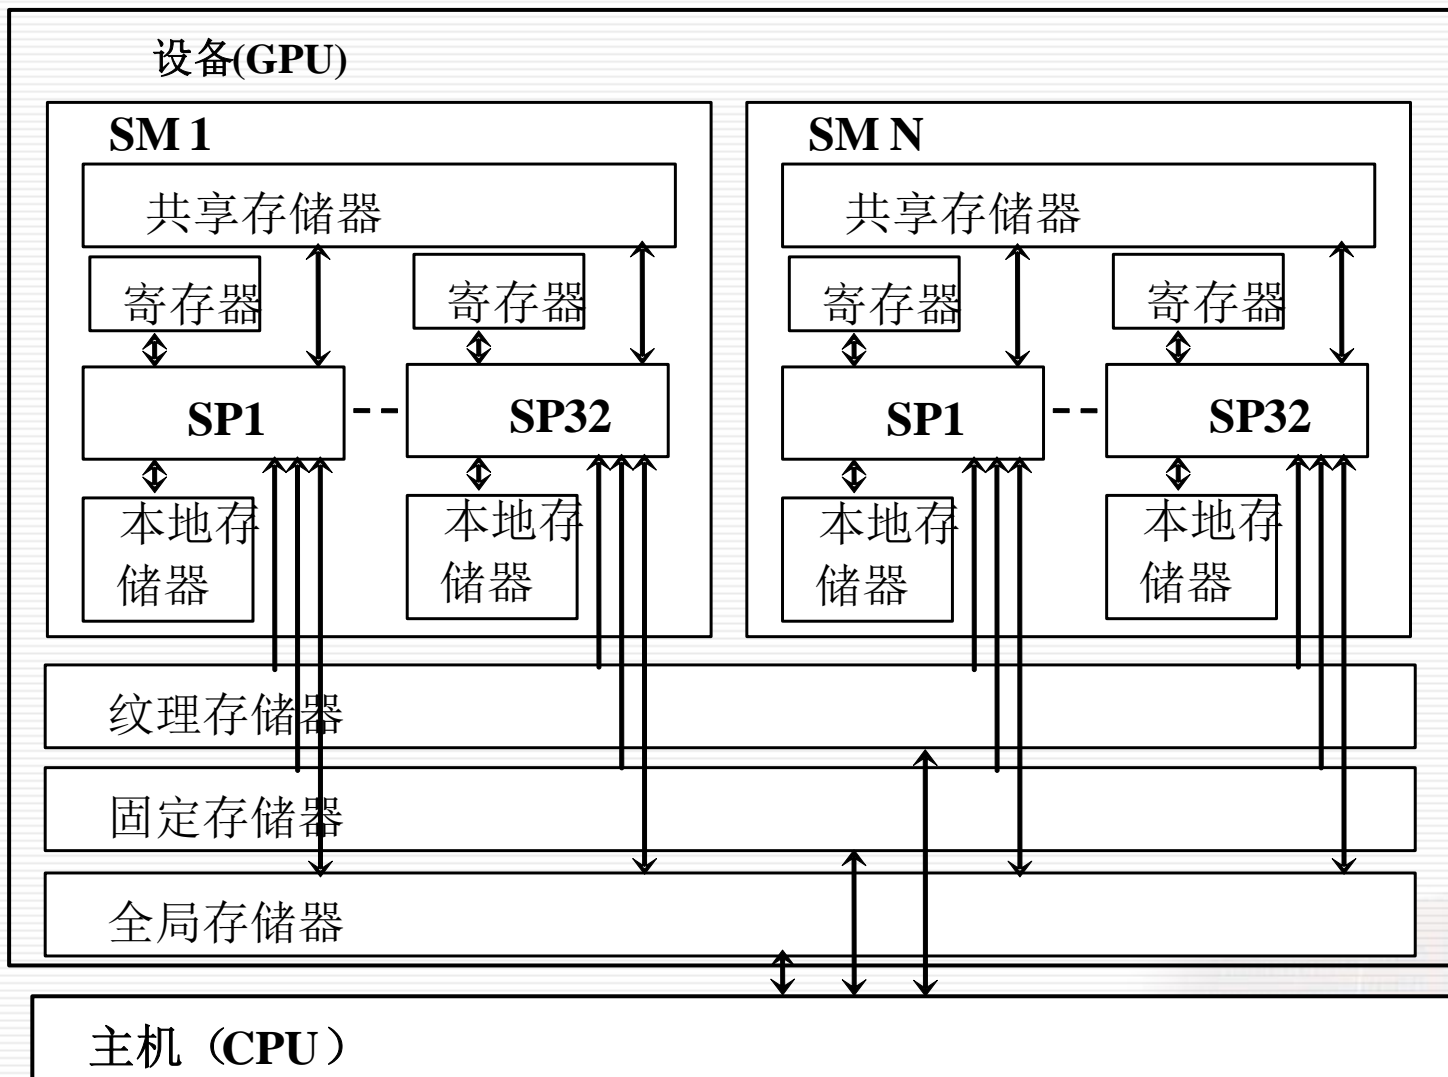 设备(GPU)
SM 1
共享存储器
寄存器
寄存器
SP1
SP32
本地存
储器
本地存
储器
SM N
共享存储器
寄存器
寄存器
SP1
SP32
本地存
储器
本地存
储器
纹理存储器
固定存储器
全局存储器
主机（CPU）